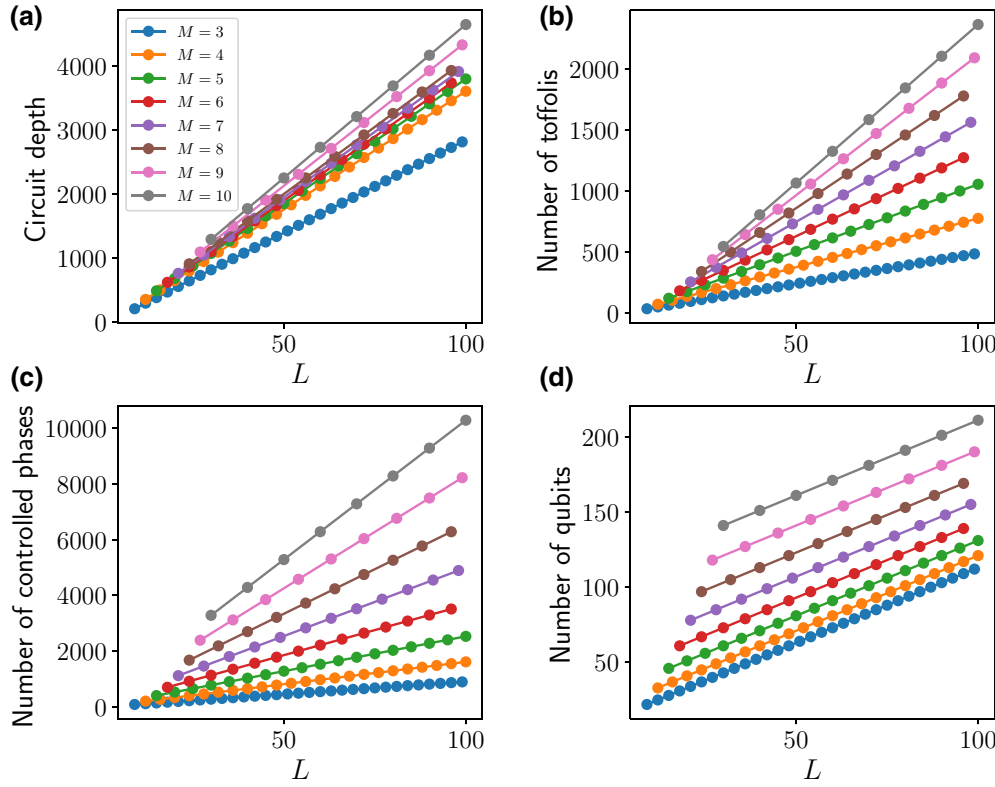 (a)
Circuit depth
4000
3000
2000
1000
0
M = 3
M = 4
M = 5
M = 6
M = 7
M = 8
M = 9
M = 10
50
100
L
(b)
Number of toffolis
2000
1500
1000
500
0
50
100
L
(c)
Number of controlled phases
10000
8000
6000
4000
2000
0
50
100
L
(d)
Number of qubits
200
150
100
50
50
100
L